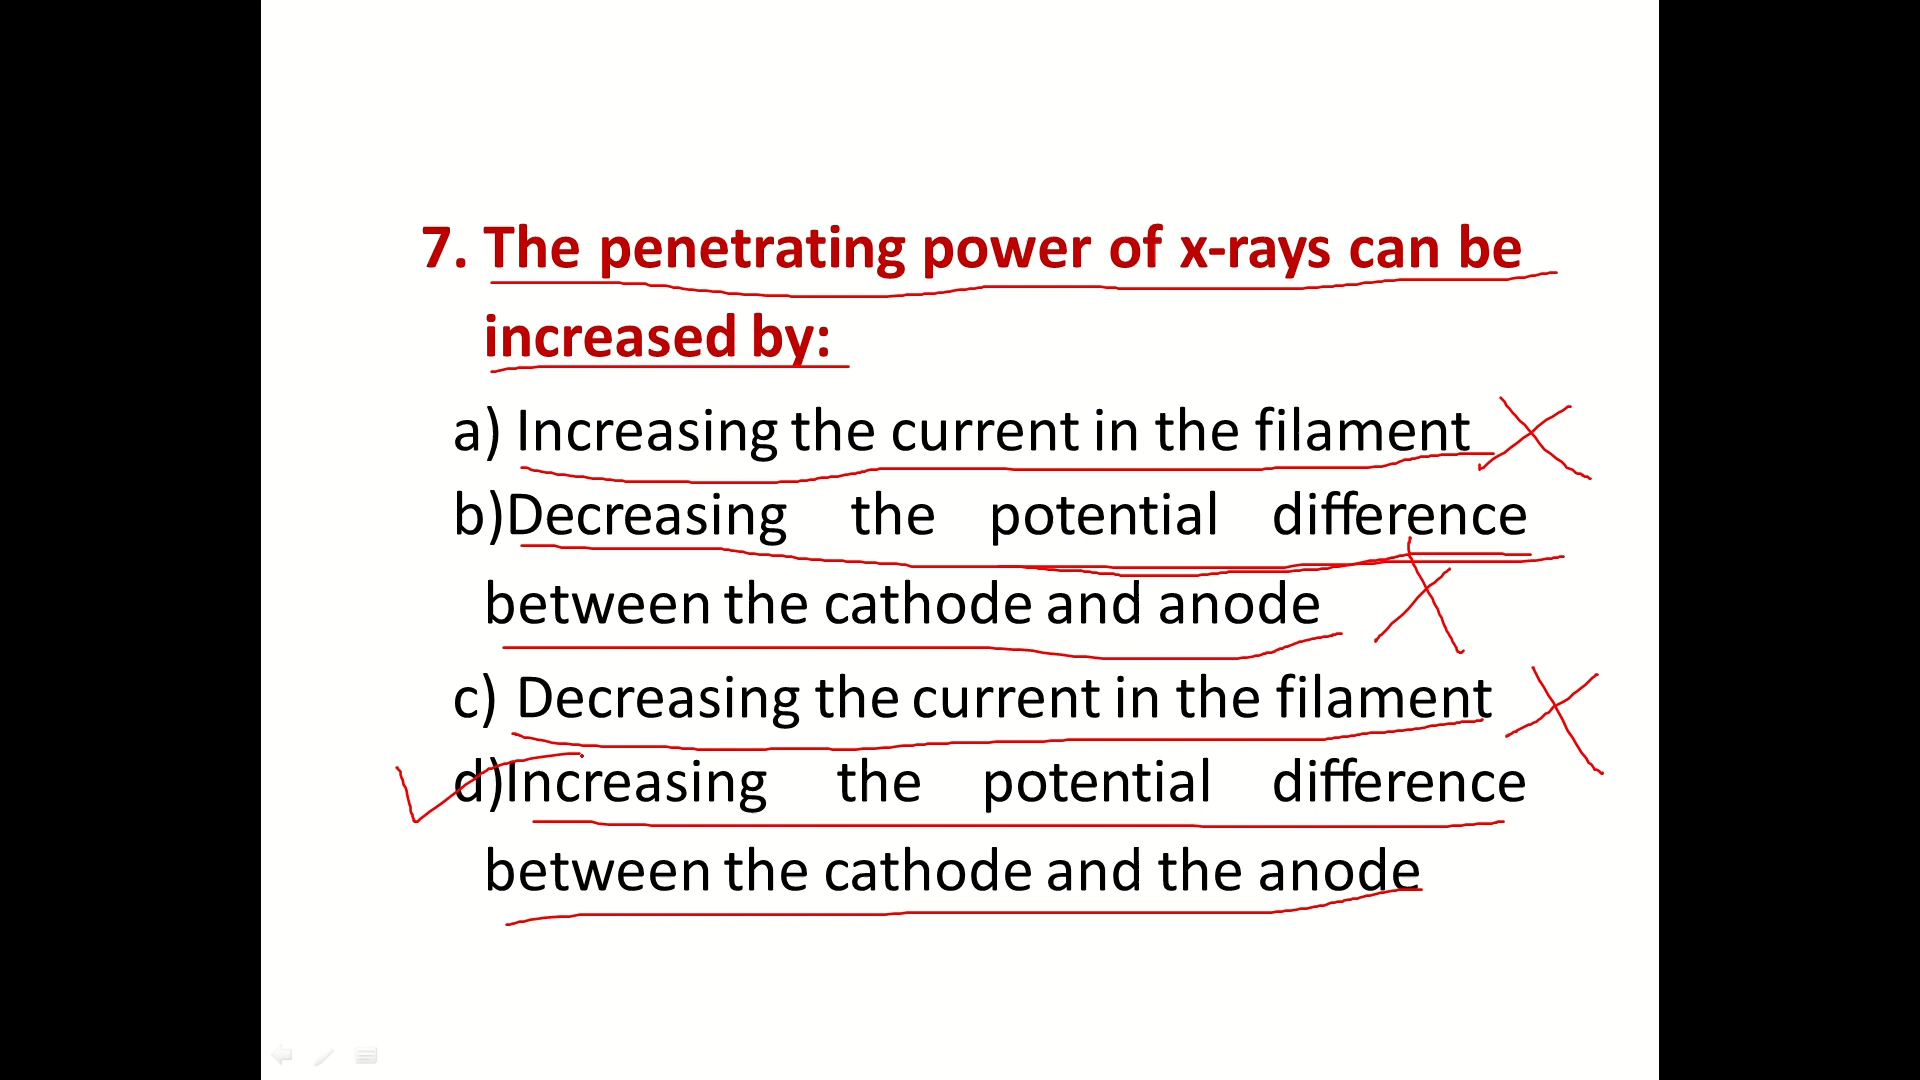 7. The penetrating power of x-rays can be
increased by:
a) Increasing the current in the filament
b)Decreasing the potential difference
between the cathode and anode
c) Decreasing the current in the filament
d)Increasing the potential difference
between the cathode and the anode